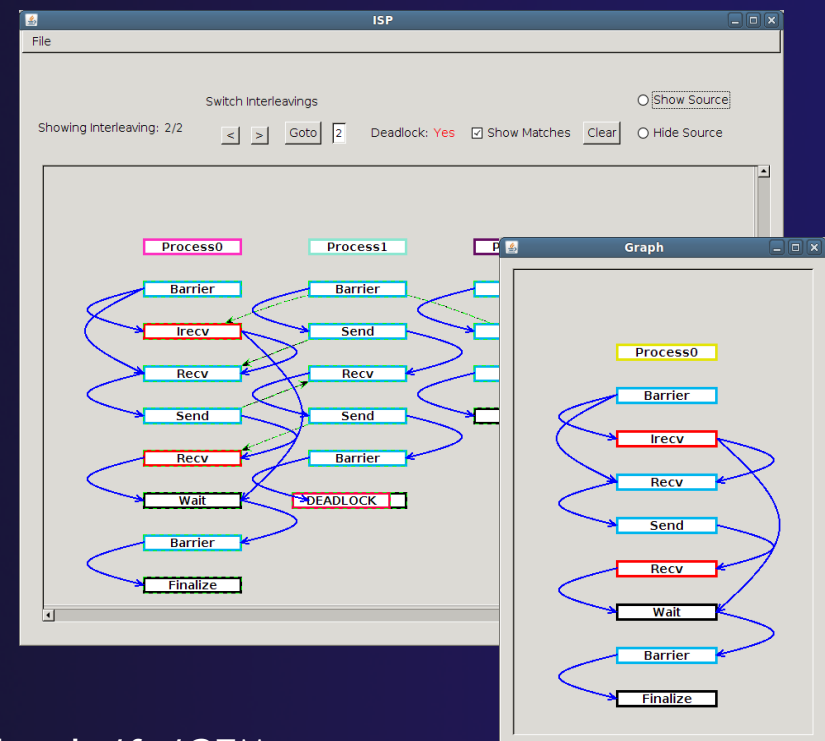 ISP
File
Switch Interleavings
Show Source
Showing Interleaving: 2/2
<
>
Goto
2
Deadlock: Yes
Show Matches
Clear
Hide Source
Process0
Process1
P
Barrier
Barrier
Irecv
Send
Recv
Recv
Send
Send
Recv
Barrier
Wait
DEADLOCK
Barrier
Finalize
Graph
Process0
Barrier
Irecv
Recv
Send
Recv
Wait
Barrier
Finalize